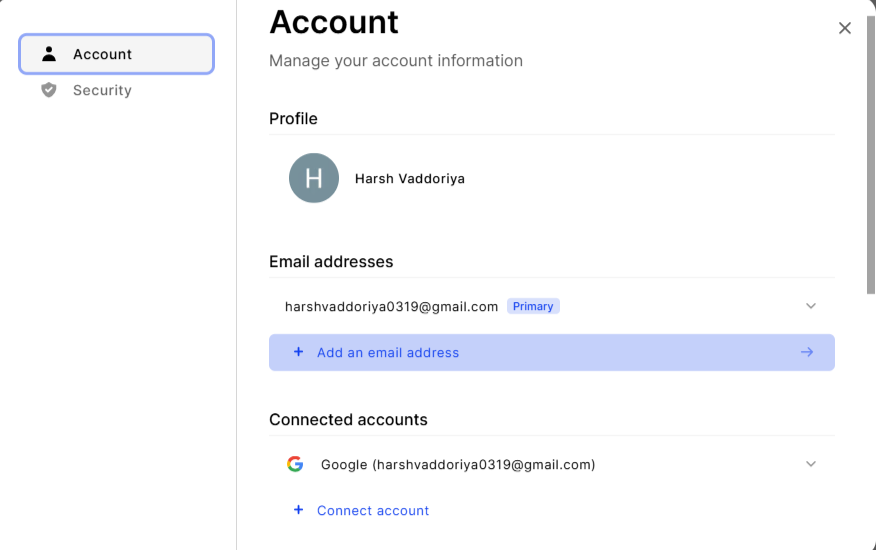 Account
Security
Account
Manage your account information
Profile
H
Harsh Vaddoriya
Email addresses
harshvaddoriya0319@gmail.com Primary
+ Add an email address →
Connected accounts
Google (harshvaddoriya0319@gmail.com)
+ Connect account